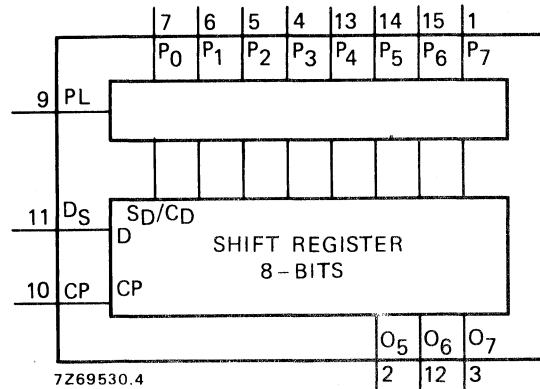 7 6 5 4 13 14 15 1
P0 P1 P2 P3 P4 P5 P6 P7
9 PL
SD/CD
11 DS D
SHIFT REGISTER
8-BITS
10 CP CP
O5 O6 O7
7Z69530.4 2 12 3